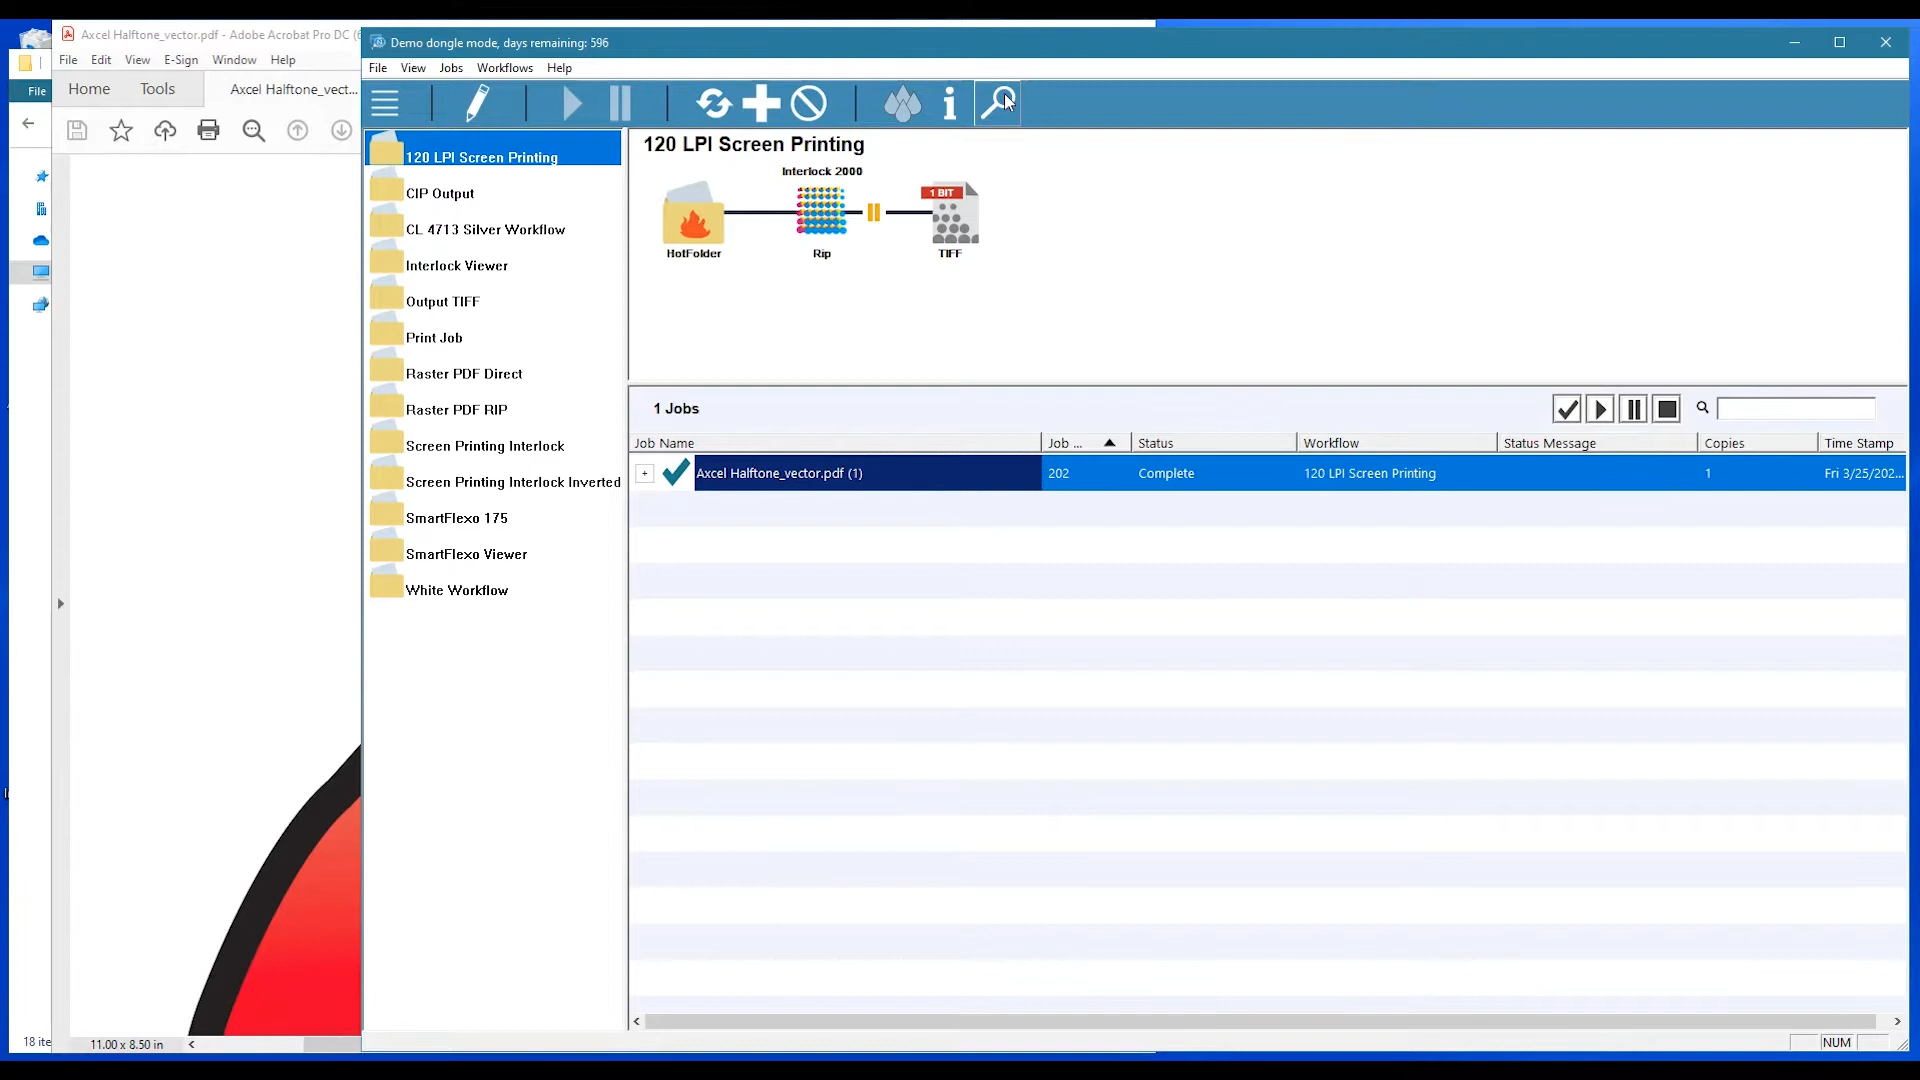 Axcel Halftone_vector.pdf - Adobe Acrobat Pro DC (6
File Edit View E-Sign Window Help
Home Tools Axcel Halftone_vect...
File
18 ite
11.00 x 8.50 in
Demo dongle mode, days remaining: 596
File View Jobs Workflows Help
120 LPI Screen Printing
CIP Output
CL 4713 Silver Workflow
Interlock Viewer
Output TIFF
Print Job
Raster PDF Direct
Raster PDF RIP
Screen Printing Interlock
Screen Printing Interlock Inverted
SmartFlexo 175
SmartFlexo Viewer
White Workflow
120 LPI Screen Printing
Interlock 2000
1 BIT
HotFolder Rip TIFF
1 Jobs
Job Name Job ... Status Workflow Status Message Copies Time Stamp
Axcel Halftone_vector.pdf (1) 202 Complete 120 LPI Screen Printing 1 Fri 3/25/202...
NUM